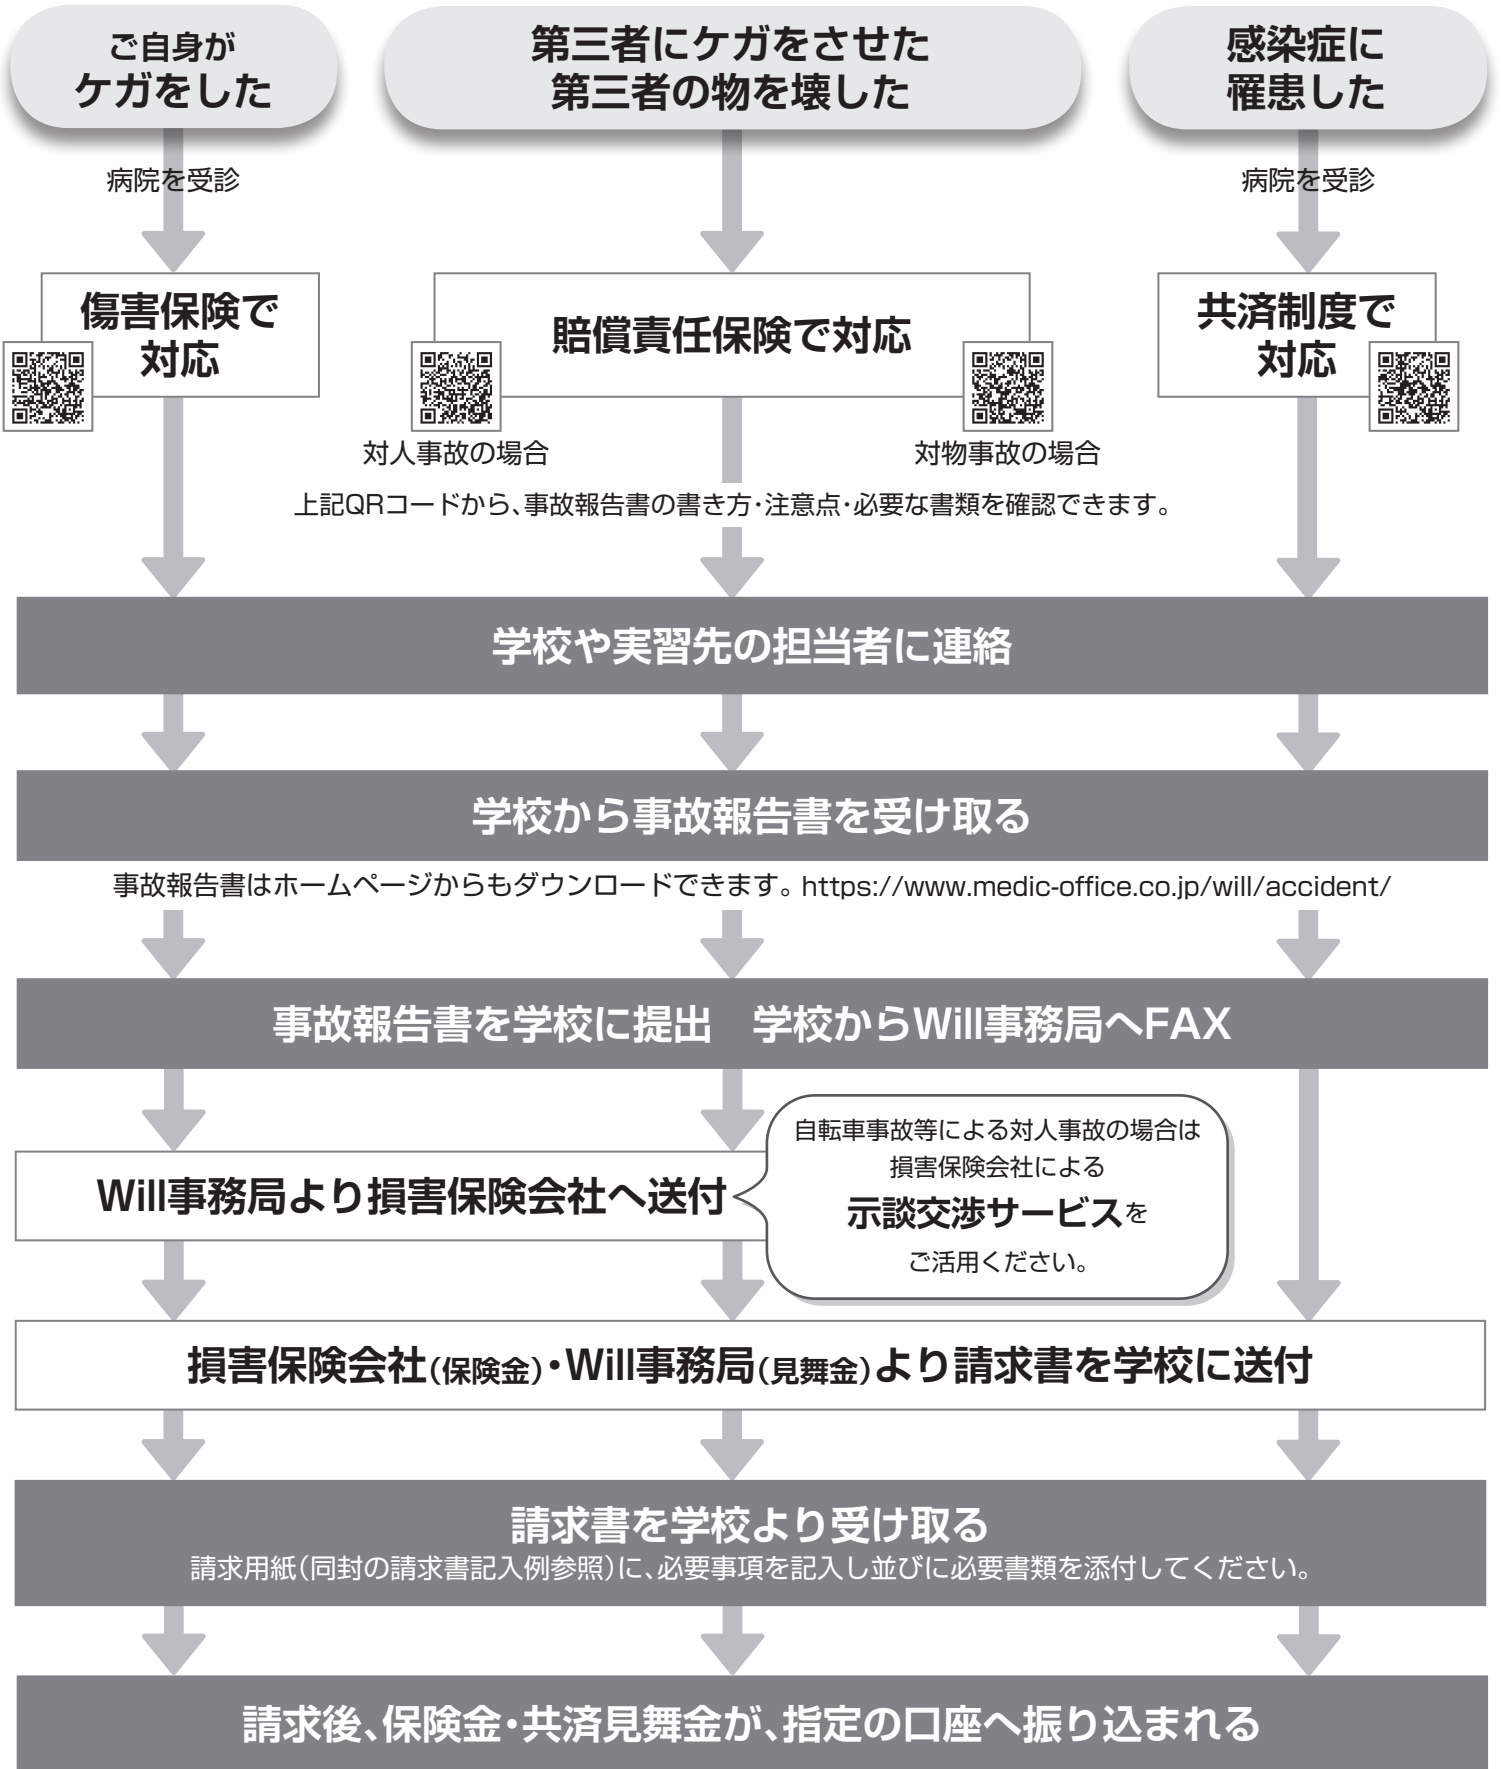 ご自身が
ケガをした
第三者にケガをさせた
第三者の物を壊した
感染症に
罹患した
病院を受診
病院を受診
傷害保険で
対応
賠償責任保険で対応
共済制度で
対応
対人事故の場合
対物事故の場合
上記QRコードから、事故報告書の書き方・注意点・必要な書類を確認できます。
学校や実習先の担当者に連絡
学校から事故報告書を受け取る
事故報告書はホームページからもダウンロードできます。https://www.medic-office.co.jp/will/accident/
事故報告書を学校に提出　学校からWill事務局へFAX
Will事務局より損害保険会社へ送付
自転車事故等による対人事故の場合は
損害保険会社による
示談交渉サービスを
ご活用ください。
損害保険会社(保険金)・Will事務局(見舞金)より請求書を学校に送付
請求書を学校より受け取る
請求用紙(同封の請求書記入例参照)に、必要事項を記入し並びに必要書類を添付してください。
請求後、保険金・共済見舞金が、指定の口座へ振り込まれる